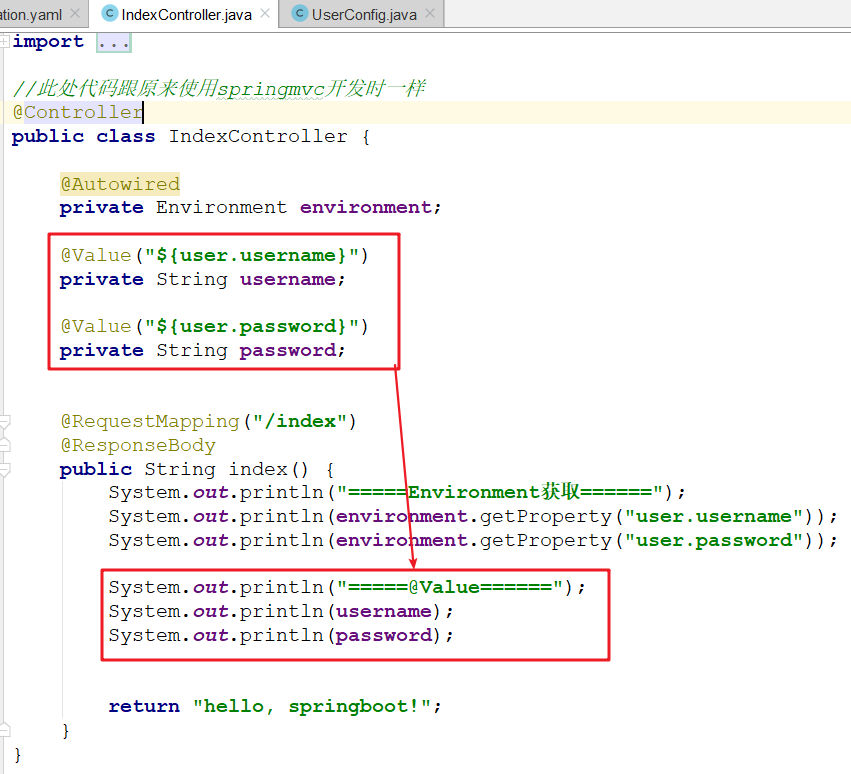 ation.yaml IndexController.java UserConfig.java
import ...
//此处代码跟原来使用springmvc开发时一样
@Controller
public class IndexController {
@Autowired
private Environment environment;
@Value("${user.username}")
private String username;
@Value("${user.password}")
private String password;
@RequestMapping("/index")
@ResponseBody
public String index() {
System.out.println("=====Environment获取======");
System.out.println(environment.getProperty("user.username"));
System.out.println(environment.getProperty("user.password"));
System.out.println("=====@Value======");
System.out.println(username);
System.out.println(password);
return "hello, springboot!";
}
}